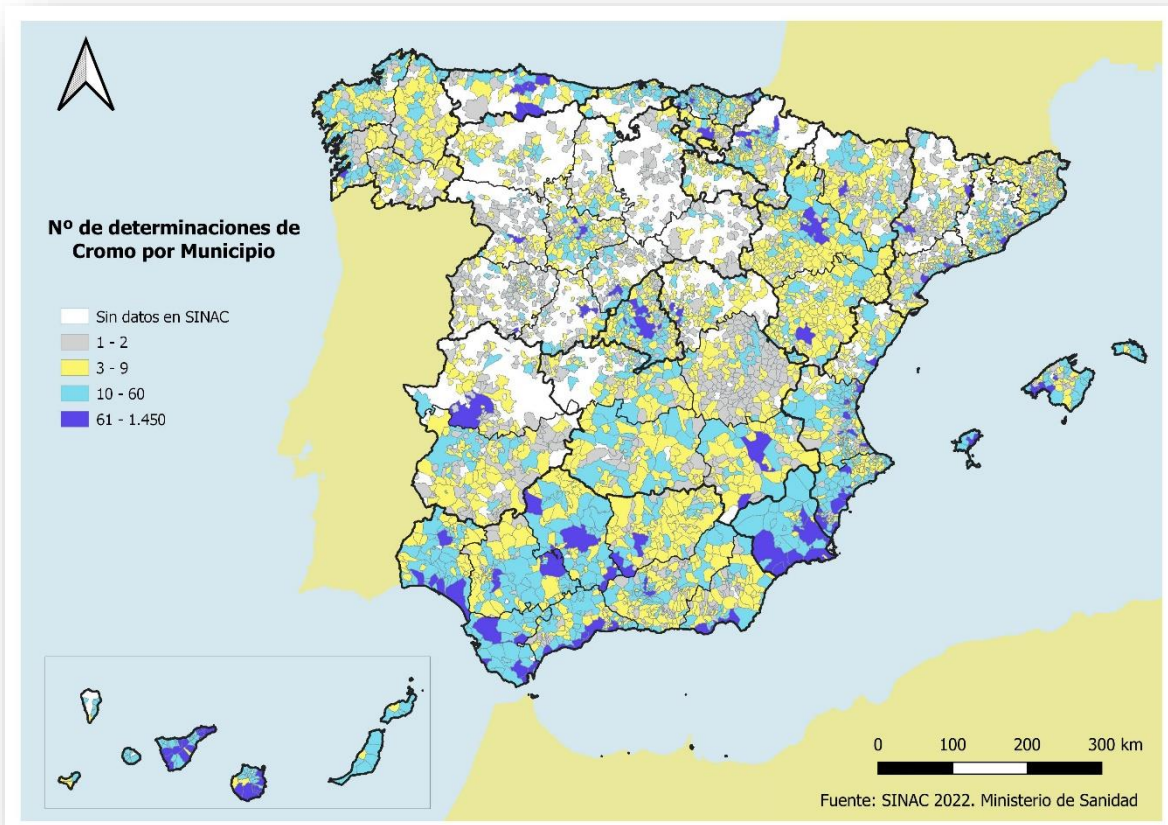 Nº de determinaciones de
Cromo por Municipio
Sin datos en SINAC
1 - 2
3 - 9
10 - 60
61 - 1.450
0 100 200 300 km
Fuente: SINAC 2022. Ministerio de Sanidad